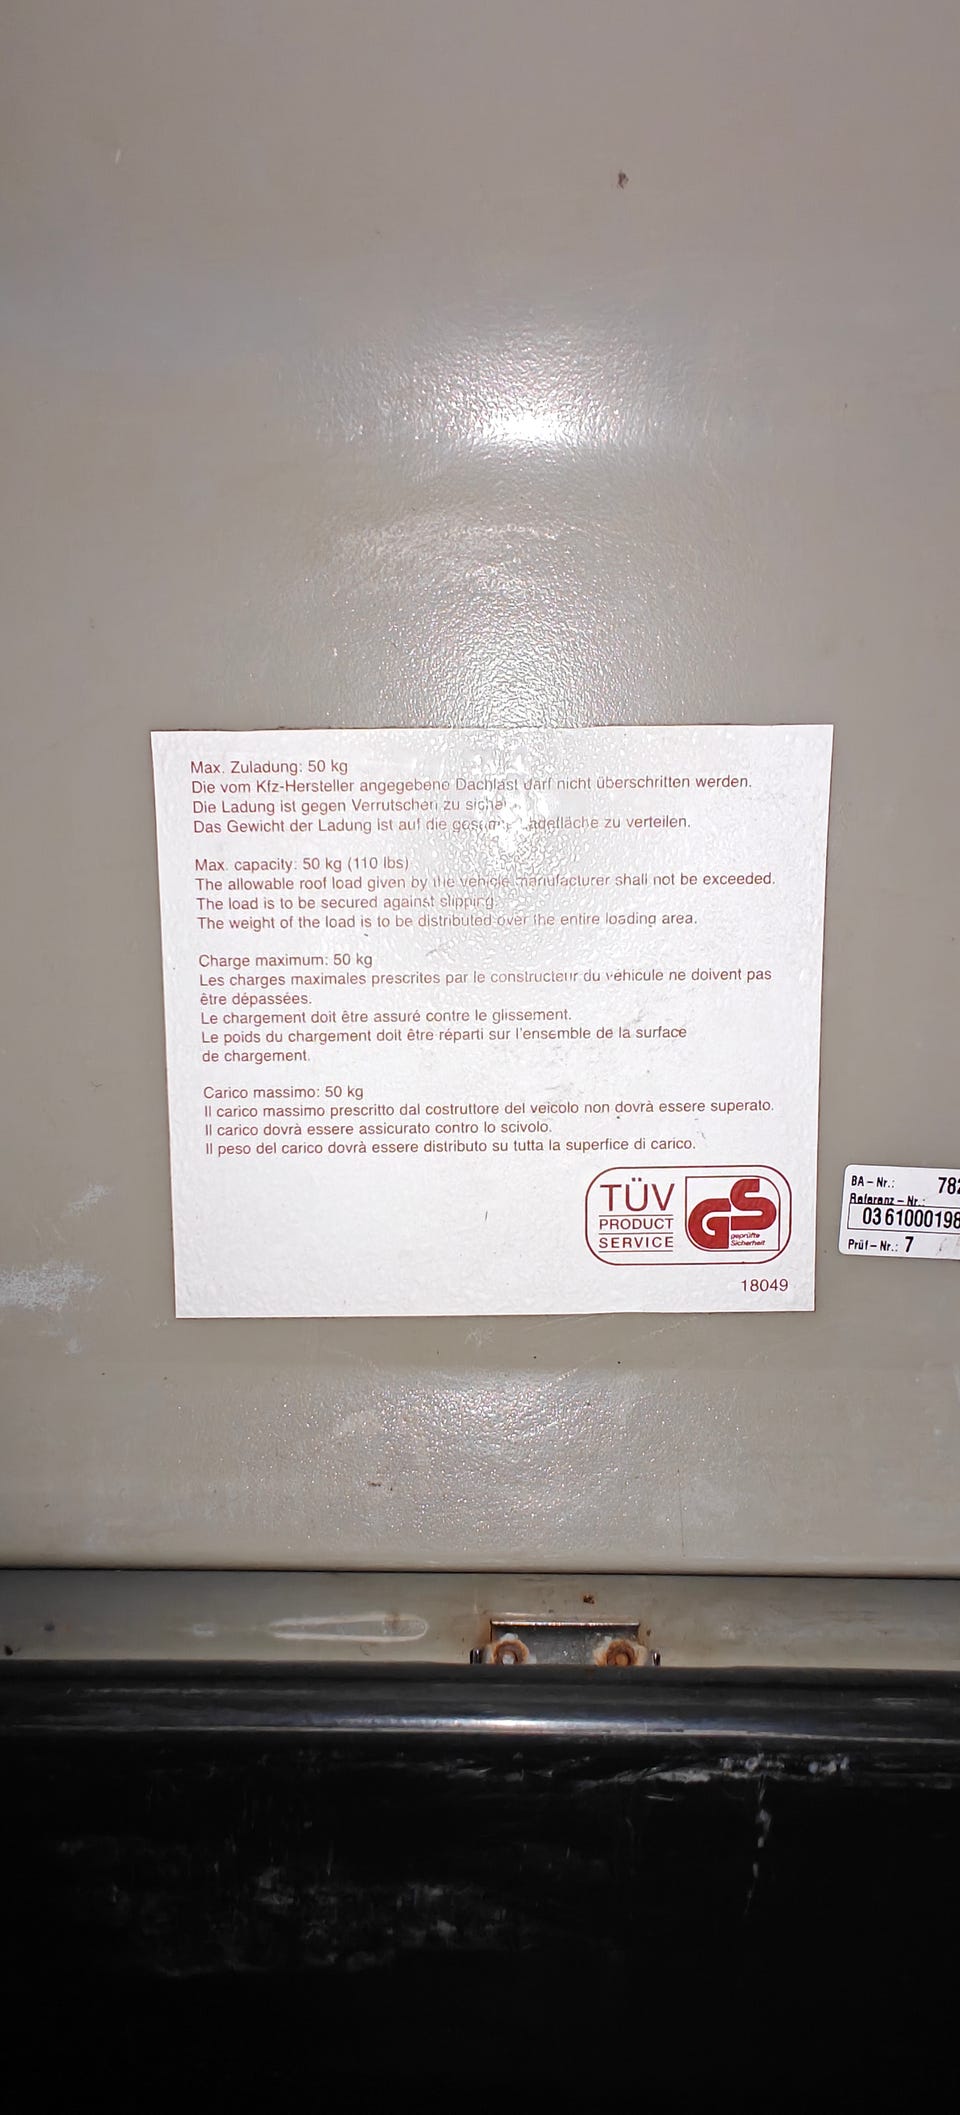 Max. Zuladung: 50 kg
Die vom Kfz-Hersteller angegebene Dachlast darf nicht überschritten werden.
Die Ladung ist gegen Verrutschen zu
Das Gewicht der Ladung ist auf die zu verteilen.
Max. capacity: 50 kg (110 lbs)
The allowable roof load given by the vehicle manufacturer shall not be exceeded.
The load is to be secured against slipping.
The weight of the load is to be distributed over the entire loading area.
Charge maximum: 50 kg
Les charges maximales prescrites par le constructeur du véhicule ne doivent pas
être dépassées.
Le chargement doit être assuré contre le glissement.
Le poids du chargement doit être réparti sur l'ensemble de la surface
de chargement.
Carico massimo: 50 kg
Il carico massimo prescritto dal costruttore del veicolo non dovrà essere superato.
Il carico dovrà essere assicurato contro lo scivolo.
Il peso del carico dovrà essere distributo su tutta la superfice di carico.
TÜV
PRODUCT
SERVICE
GS
geprüfte
Sicherheit
18049
BA-Nr.: 782
Referenz-Nr.:
0361000198
Prüf-Nr.: 7